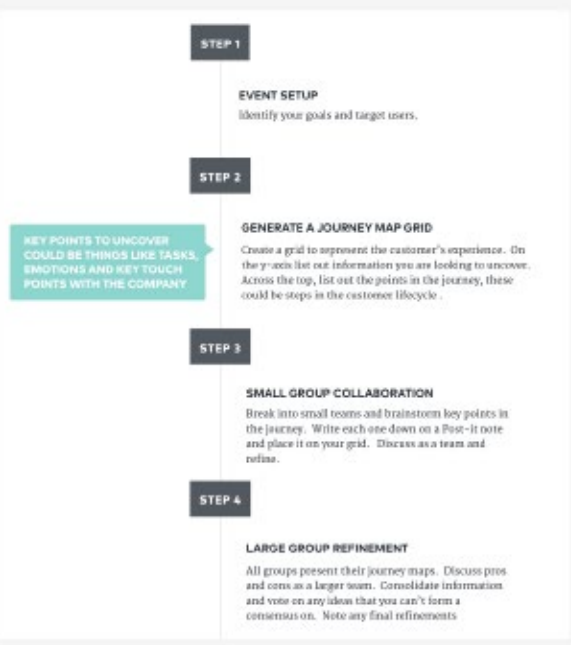 STEP 1
EVENT SETUP
Identify your goals and target users.
STEP 2
KEY POINTS TO UNCOVER
COULD BE THINGS LIKE TASKS,
EMOTIONS AND KEY TOUCH
POINTS WITH THE COMPANY
GENERATE A JOURNEY MAP GRID
Create a grid to represent the customer's experience. On
the y-axis list out information you are looking to uncover.
Across the top, list out the points in the journey, these
could be steps in the customer lifecycle .
STEP 3
SMALL GROUP COLLABORATION
Break into small teams and brainstorm key points in
the journey. Write each one down on a Post-it note
and place it on your grid. Discuss as a team and
refine.
STEP 4
LARGE GROUP REFINEMENT
All groups present their journey maps. Discuss pros
and cons as a larger team. Consolidate information
and vote on any ideas that you can't form a
consensus on. Note any final refinements